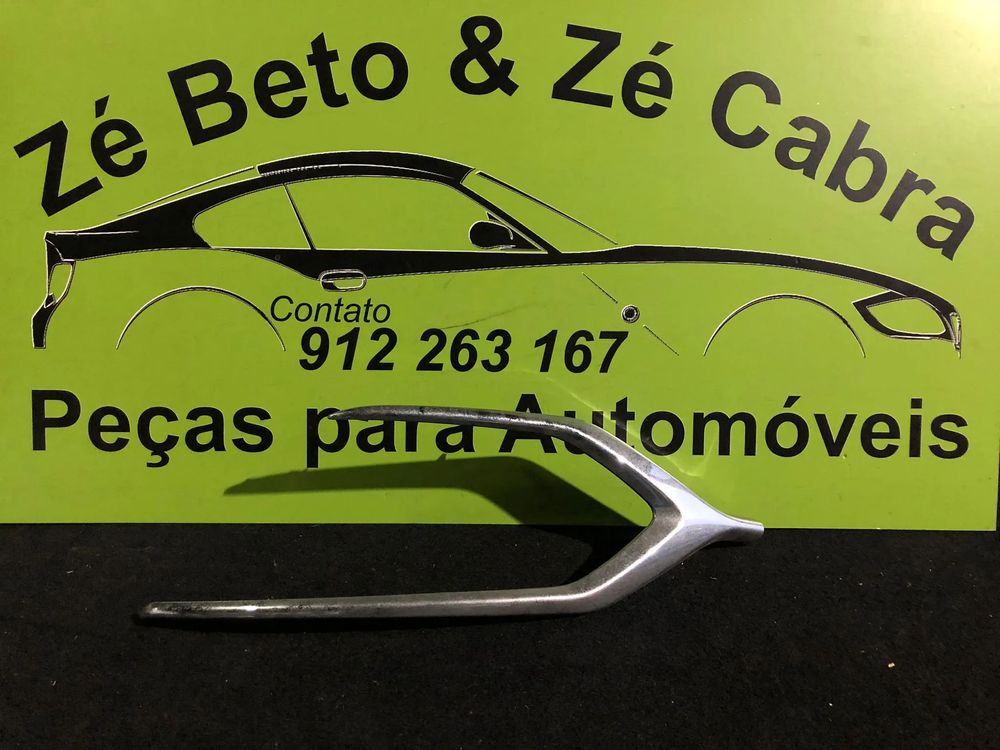 Zé Beto & Zé Cabra
Contato
912 263 167
Peças para Automóveis